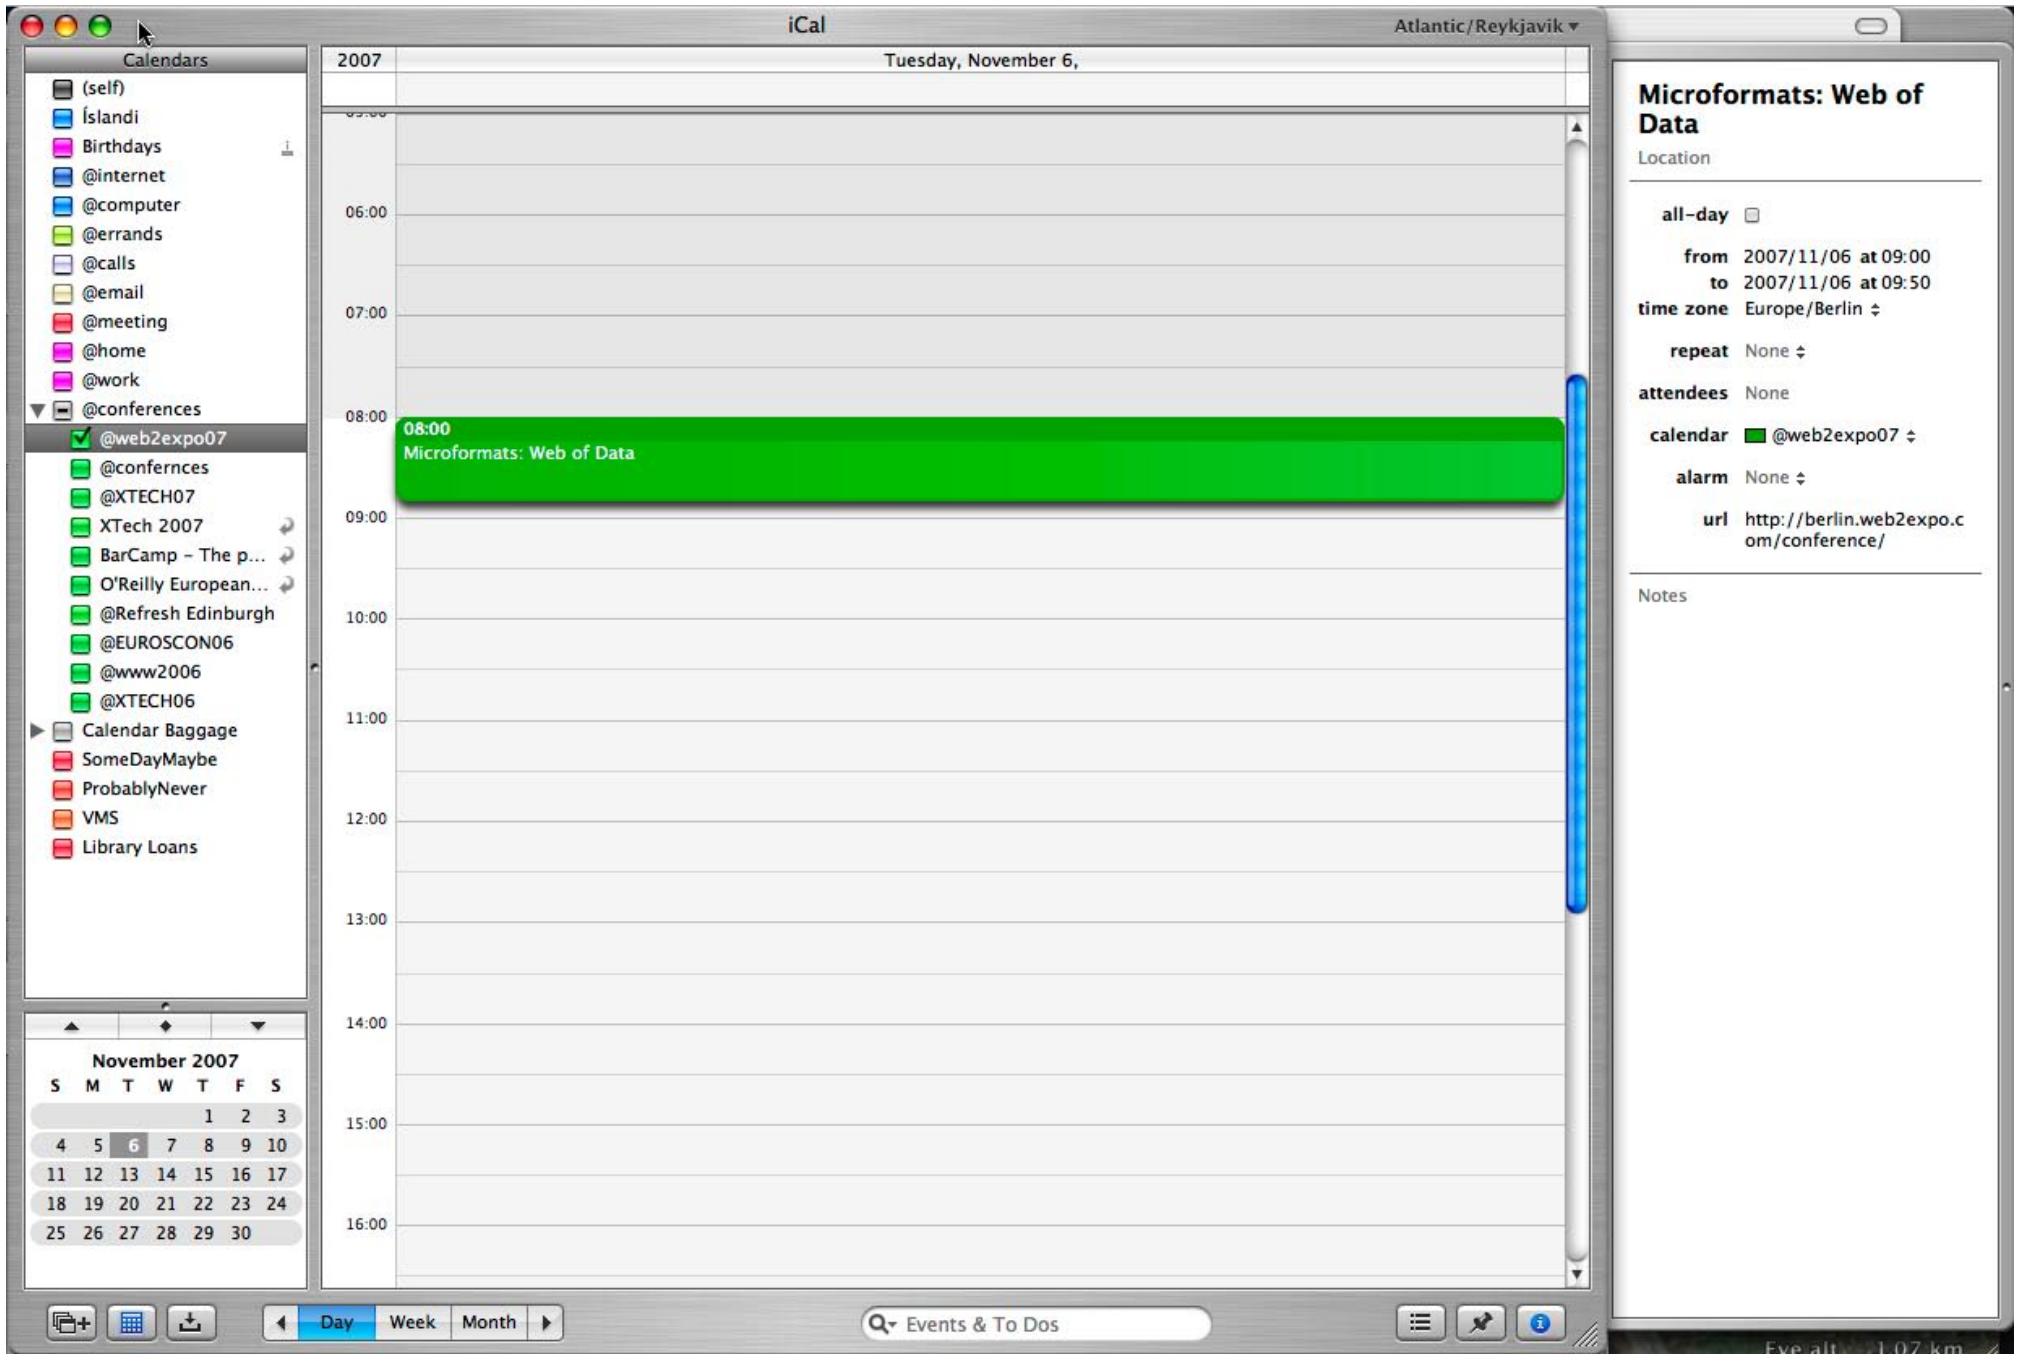 iCal
Atlantic/Reykjavik
Calendars
(self)
Íslandi
Birthdays
@internet
@computer
@errands
@calls
@email
@meeting
@home
@work
@conferences
@web2expo07
@confernces
@XTECH07
XTech 2007
BarCamp – The p...
O'Reilly European...
@Refresh Edinburgh
@EUROSCON06
@www2006
@XTECH06
Calendar Baggage
SomeDayMaybe
ProbablyNever
VMS
Library Loans
November 2007
S M T W T F S
1 2 3
4 5 6 7 8 9 10
11 12 13 14 15 16 17
18 19 20 21 22 23 24
25 26 27 28 29 30
2007
Tuesday, November 6,
06:00
07:00
08:00
08:00
Microformats: Web of Data
09:00
10:00
11:00
12:00
13:00
14:00
15:00
16:00
Day Week Month
Events & To Dos
Microformats: Web of
Data
Location
all-day
from 2007/11/06 at 09:00
to 2007/11/06 at 09:50
time zone Europe/Berlin
repeat None
attendees None
calendar @web2expo07
alarm None
url http://berlin.web2expo.c
om/conference/
Notes
Eye alt 1.07 km